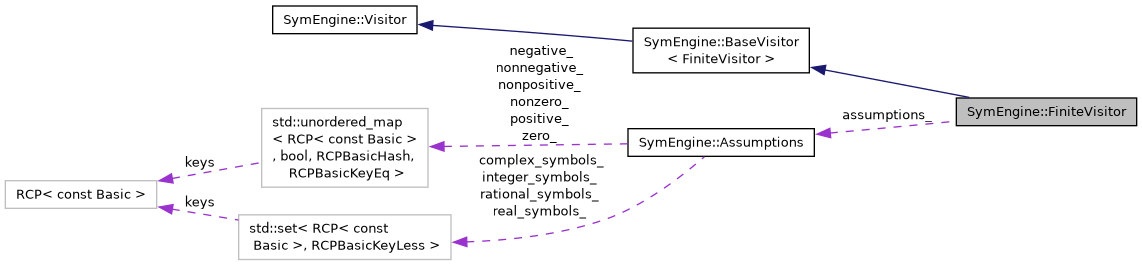 SymEngine::Visitor
SymEngine::BaseVisitor
< FiniteVisitor >
SymEngine::FiniteVisitor
negative_
nonnegative_
nonpositive_
nonzero_
positive_
zero_
assumptions_
std::unordered_map
< RCP< const Basic >
, bool, RCPBasicHash,
RCPBasicKeyEq >
SymEngine::Assumptions
complex_symbols_
integer_symbols_
rational_symbols_
real_symbols_
keys
RCP< const Basic >
keys
std::set< RCP< const
Basic >, RCPBasicKeyLess >